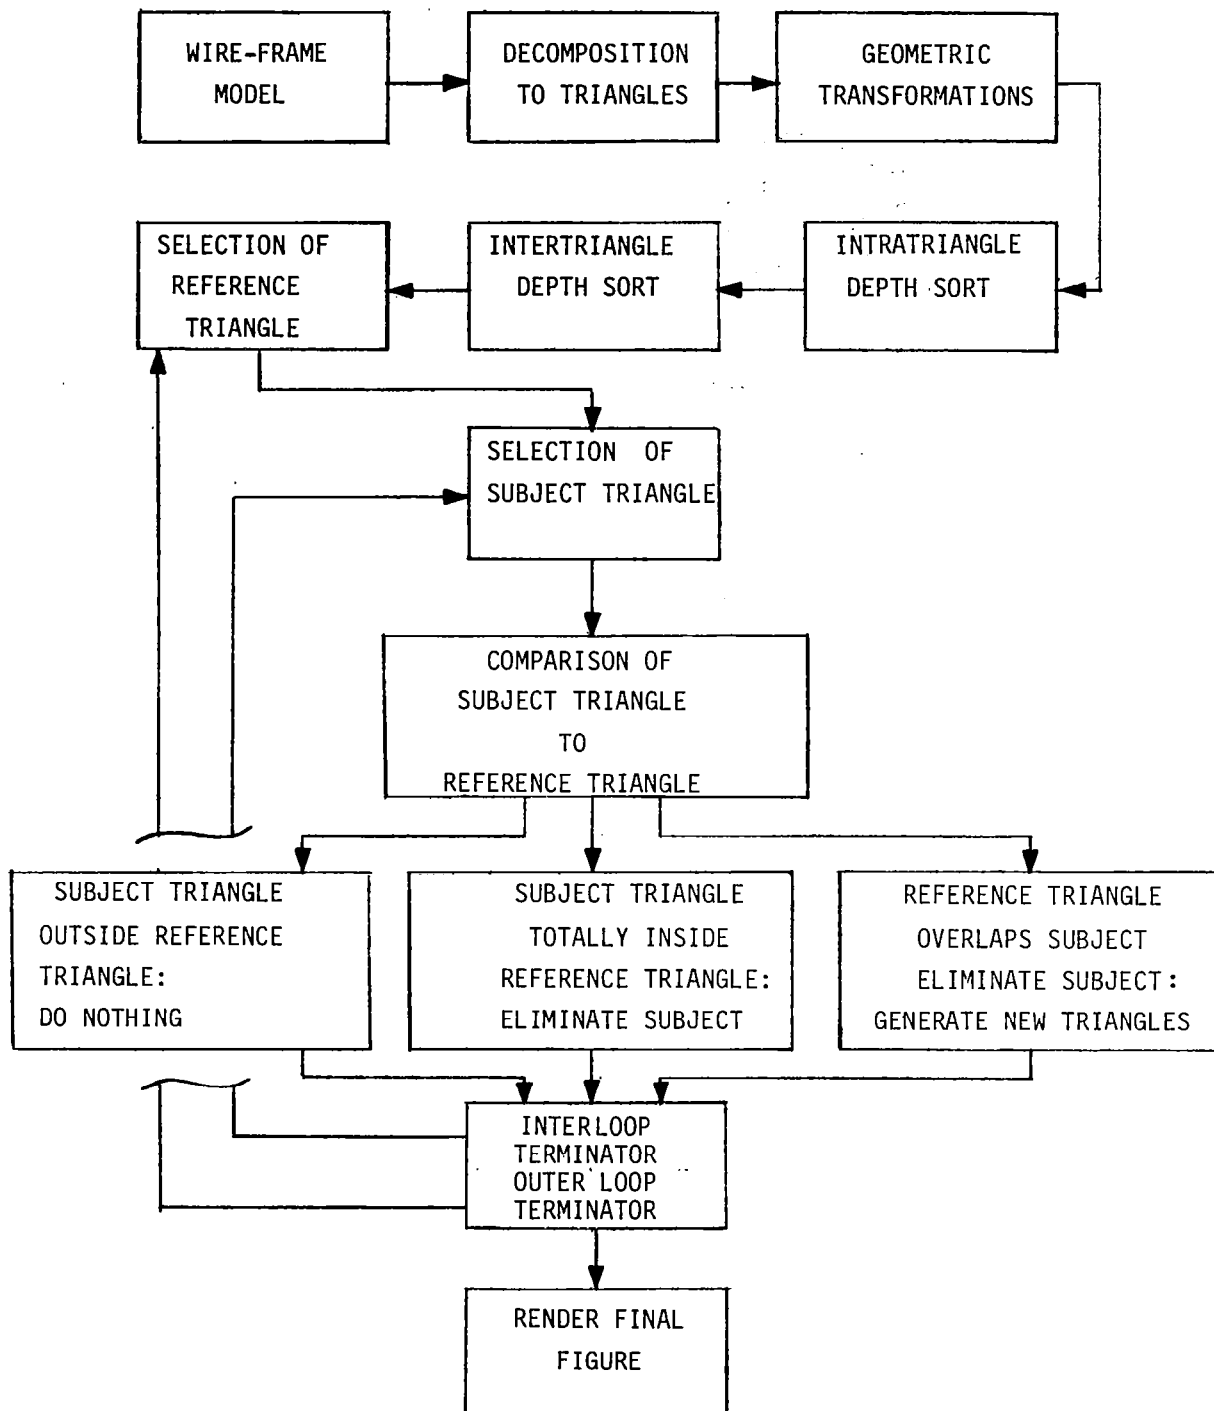 WIRE-FRAME
MODEL
DECOMPOSITION
TO TRIANGLES
GEOMETRIC
TRANSFORMATIONS
SELECTION OF
REFERENCE
TRIANGLE
INTERTRIANGLE
DEPTH SORT
INTRATRIANGLE
DEPTH SORT
SELECTION OF
SUBJECT TRIANGLE
COMPARISON OF
SUBJECT TRIANGLE
TO
REFERENCE TRIANGLE
SUBJECT TRIANGLE
OUTSIDE REFERENCE
TRIANGLE:
DO NOTHING
SUBJECT TRIANGLE
TOTALLY INSIDE
REFERENCE TRIANGLE:
ELIMINATE SUBJECT
REFERENCE TRIANGLE
OVERLAPS SUBJECT
ELIMINATE SUBJECT:
GENERATE NEW TRIANGLES
INTERLOOP
TERMINATOR
OUTER LOOP
TERMINATOR
RENDER FINAL
FIGURE